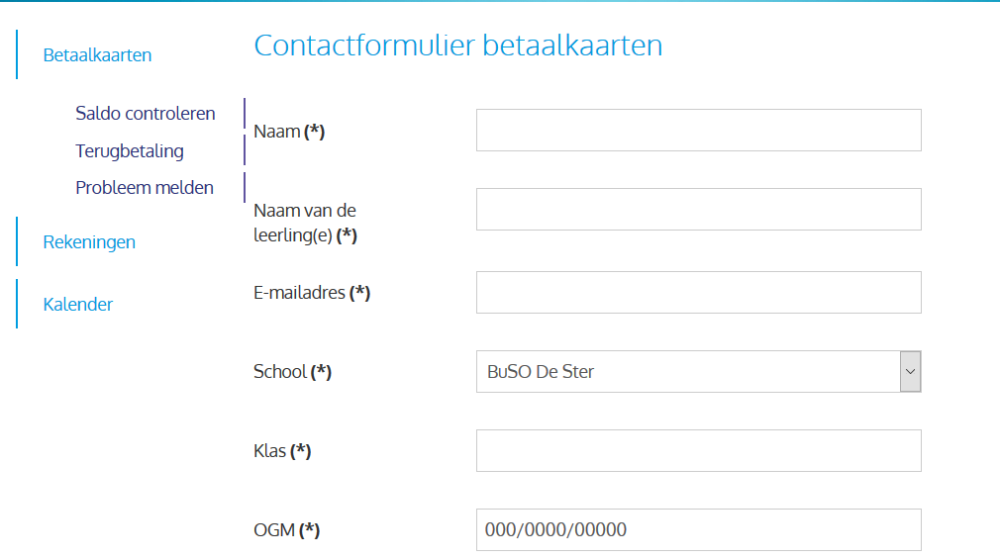 Betaalkaarten
Saldo controleren
Terugbetaling
Probleem melden
Rekeningen
Kalender
Contactformulier betaalkaarten
Naam (*)
Naam van de
leerling(e) (*)
E-mailadres (*)
School (*)
BuSO De Ster
Klas (*)
OGM (*)
000/0000/00000